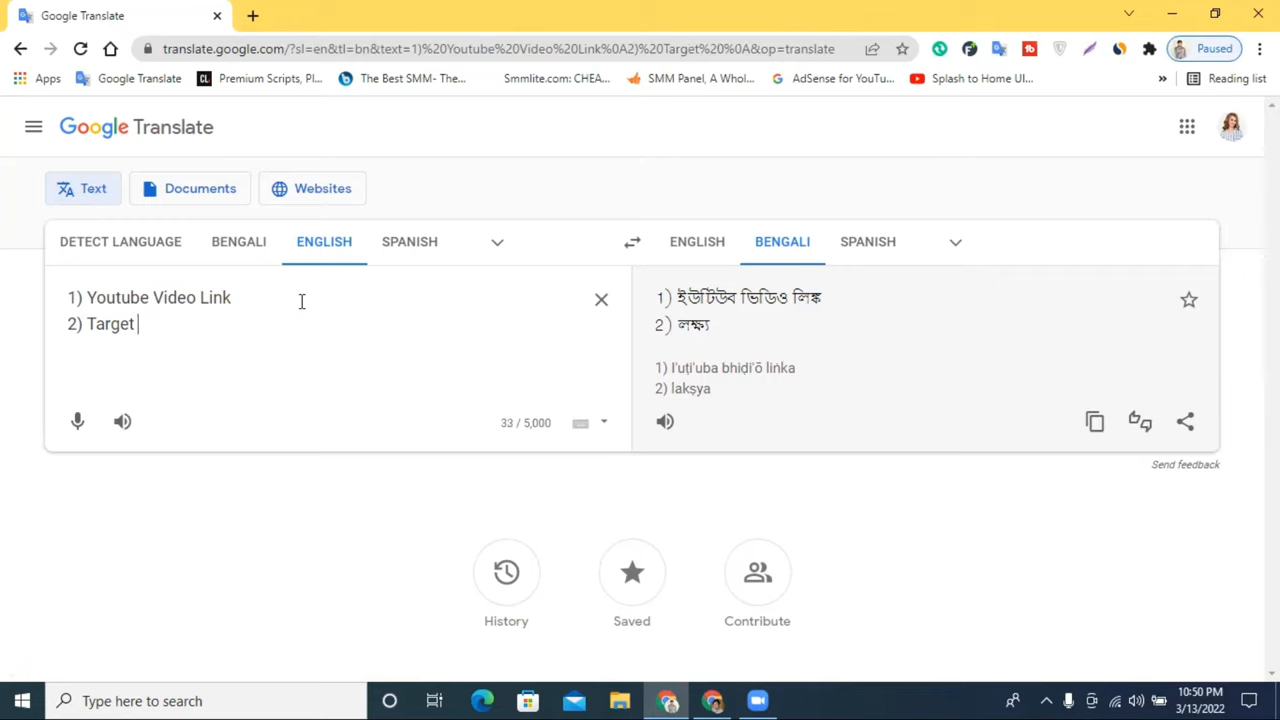 Google Translate
translate.google.com/?sl=en&tl=bn&text=1)%20Youtube%20Video%20Link%0A2)%20Target%20%0A&op=translate
Paused
Apps
Google Translate
Premium Scripts, Pl...
The Best SMM- The...
Smmlite.com: CHEA...
SMM Panel, A Whol...
AdSense for YouTu...
Splash to Home UI...
»
Reading list
Google Translate
Text
Documents
Websites
DETECT LANGUAGE
BENGALI
ENGLISH
SPANISH
ENGLISH
BENGALI
SPANISH
1) Youtube Video Link
2) Target
1) ইউটিউব ভিডিও লিঙ্ক
2) লক্ষ্য
1) I'uṭi'uba bhiḍi'ō liṅka
2) lakṣya
33 / 5,000
Send feedback
History
Saved
Contribute
Type here to search
10:50 PM
3/13/2022